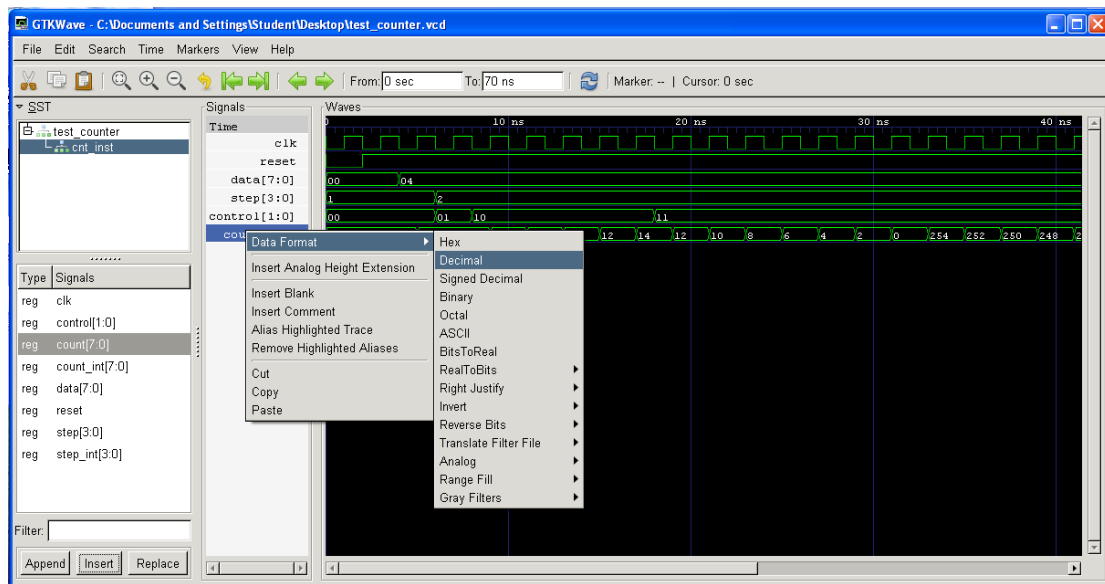 GTKWave - C:\Documents and Settings\Student\Desktop\test_counter.vcd
File Edit Search Time Markers View Help
From: 0 sec To: 70 ns Marker: -- | Cursor: 0 sec
SST
test_counter
cnt_inst
Type Signals
reg clk
reg control[1:0]
reg count[7:0]
reg count_int[7:0]
reg data[7:0]
reg reset
reg step[3:0]
reg step_int[3:0]
Filter:
Append Insert Replace
Signals
Time
clk
reset
data[7:0]
step[3:0]
control[1:0]
Waves
10 ns 20 ns 30 ns 40 ns
00 04
1 2
00 01 10 11
12 14 12 10 8 6 4 2 0 254 252 250 248 2
Data Format
Insert Analog Height Extension
Insert Blank
Insert Comment
Alias Highlighted Trace
Remove Highlighted Aliases
Cut
Copy
Paste
Hex
Decimal
Signed Decimal
Binary
Octal
ASCII
BitsToReal
RealToBits
Right Justify
Invert
Reverse Bits
Translate Filter File
Analog
Range Fill
Gray Filters